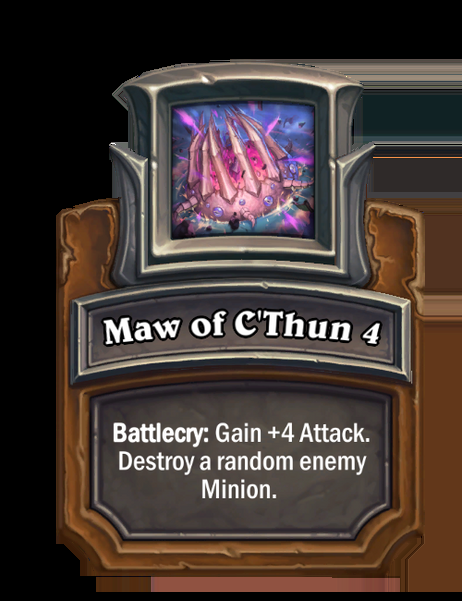 Maw of C'Thun 4
Battlecry: Gain +4 Attack.
Destroy a random enemy
Minion.